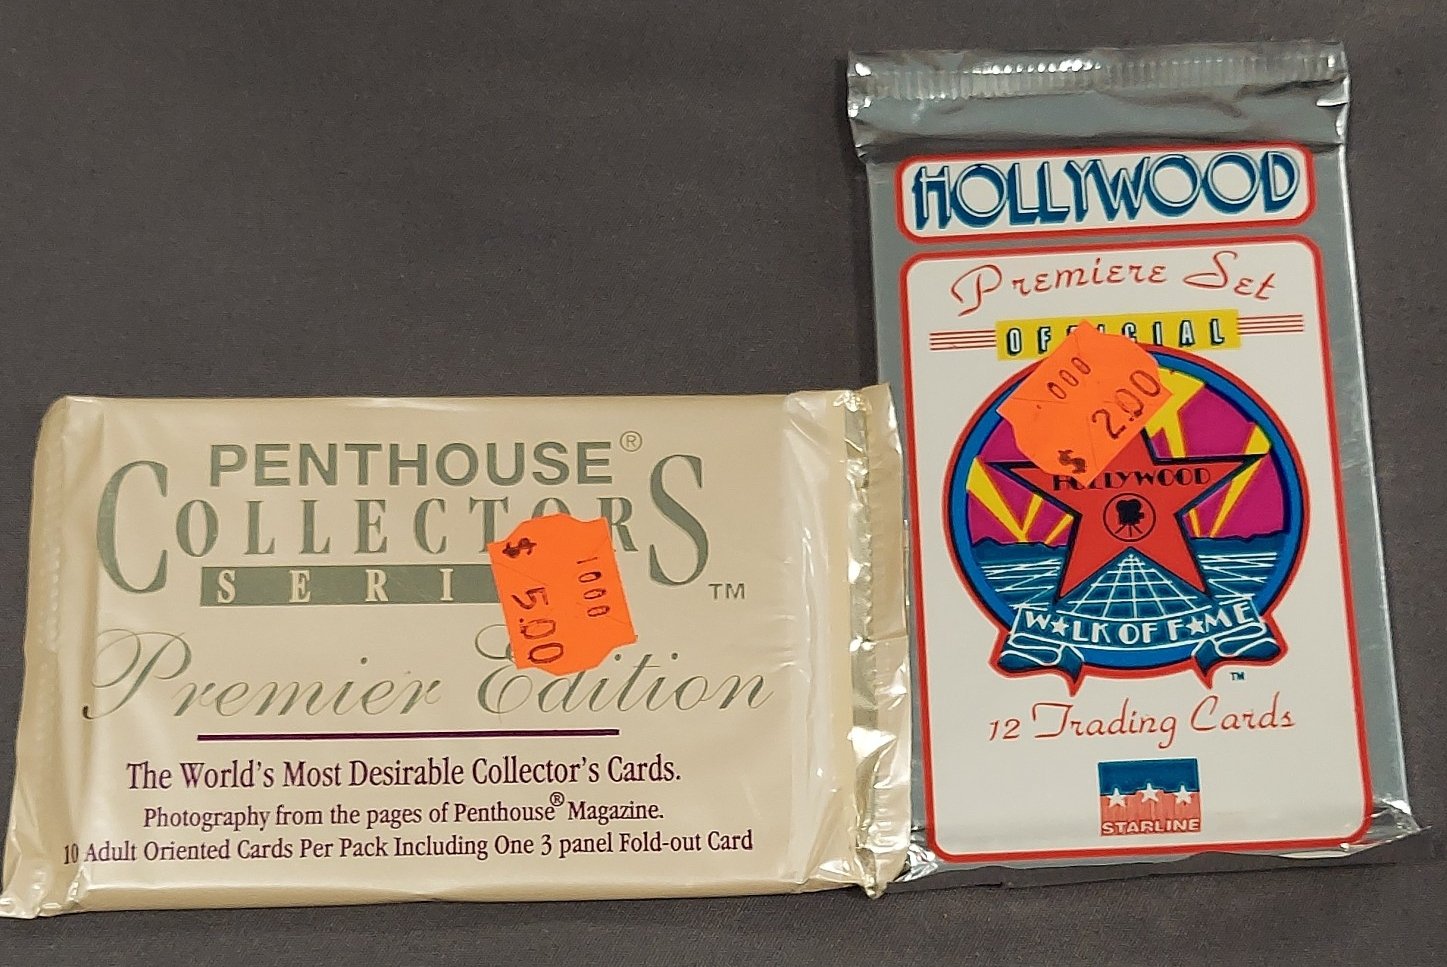 PENTHOUSE®
COLLECTORS
SERI
TM
Premier Edition
The World's Most Desirable Collector's Cards.
Photography from the pages of Penthouse® Magazine.
10 Adult Oriented Cards Per Pack Including One 3 panel Fold-out Card
1000
$ 5.00
HOLLYWOOD
Premiere Set
OFFICIAL
000
$ 2.00
HOLLYWOOD
WALK OF FAME
TM
12 Trading Cards
STARLINE